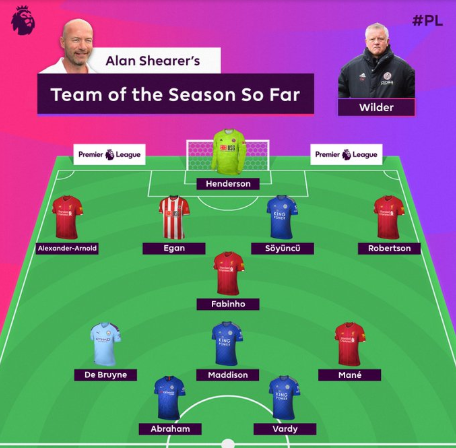 #PL
Alan Shearer's
Team of the Season So Far
Wilder
Premier League
Premier League
Henderson
Alexander-Arnold
Egan
Söyüncü
Robertson
Fabinho
De Bruyne
Maddison
Mané
Abraham
Vardy